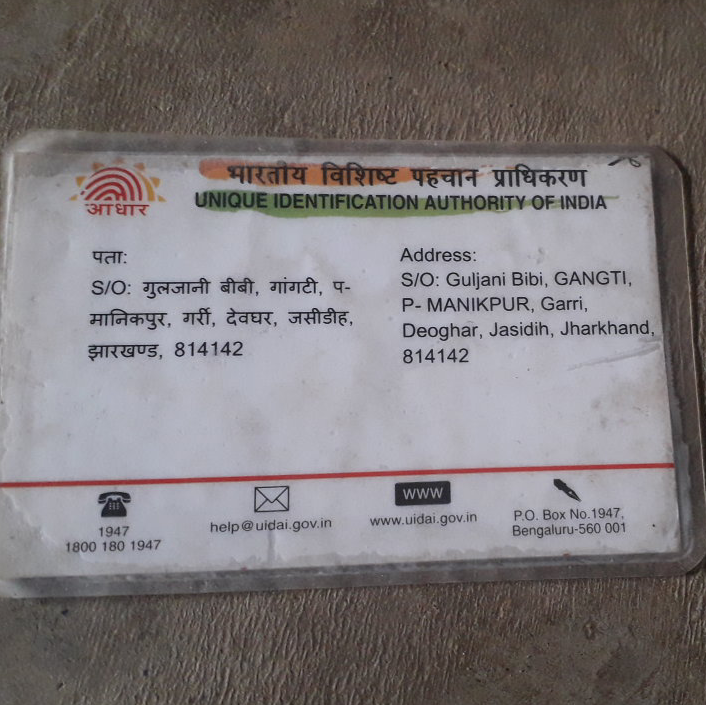 भारतीय विशिष्ट पहचान प्राधिकरण
UNIQUE IDENTIFICATION AUTHORITY OF INDIA
आधार
पता:
S/O: गुलजानी बीबी, गांगटी, प-
मानिकपुर, गर्री, देवघर, जसीडीह,
झारखण्ड, 814142
Address:
S/O: Guljani Bibi, GANGTI,
P- MANIKPUR, Garri,
Deoghar, Jasidih, Jharkhand,
814142
1947
1800 180 1947
help@uidai.gov.in
www
www.uidai.gov.in
P.O. Box No.1947,
Bengaluru-560 001